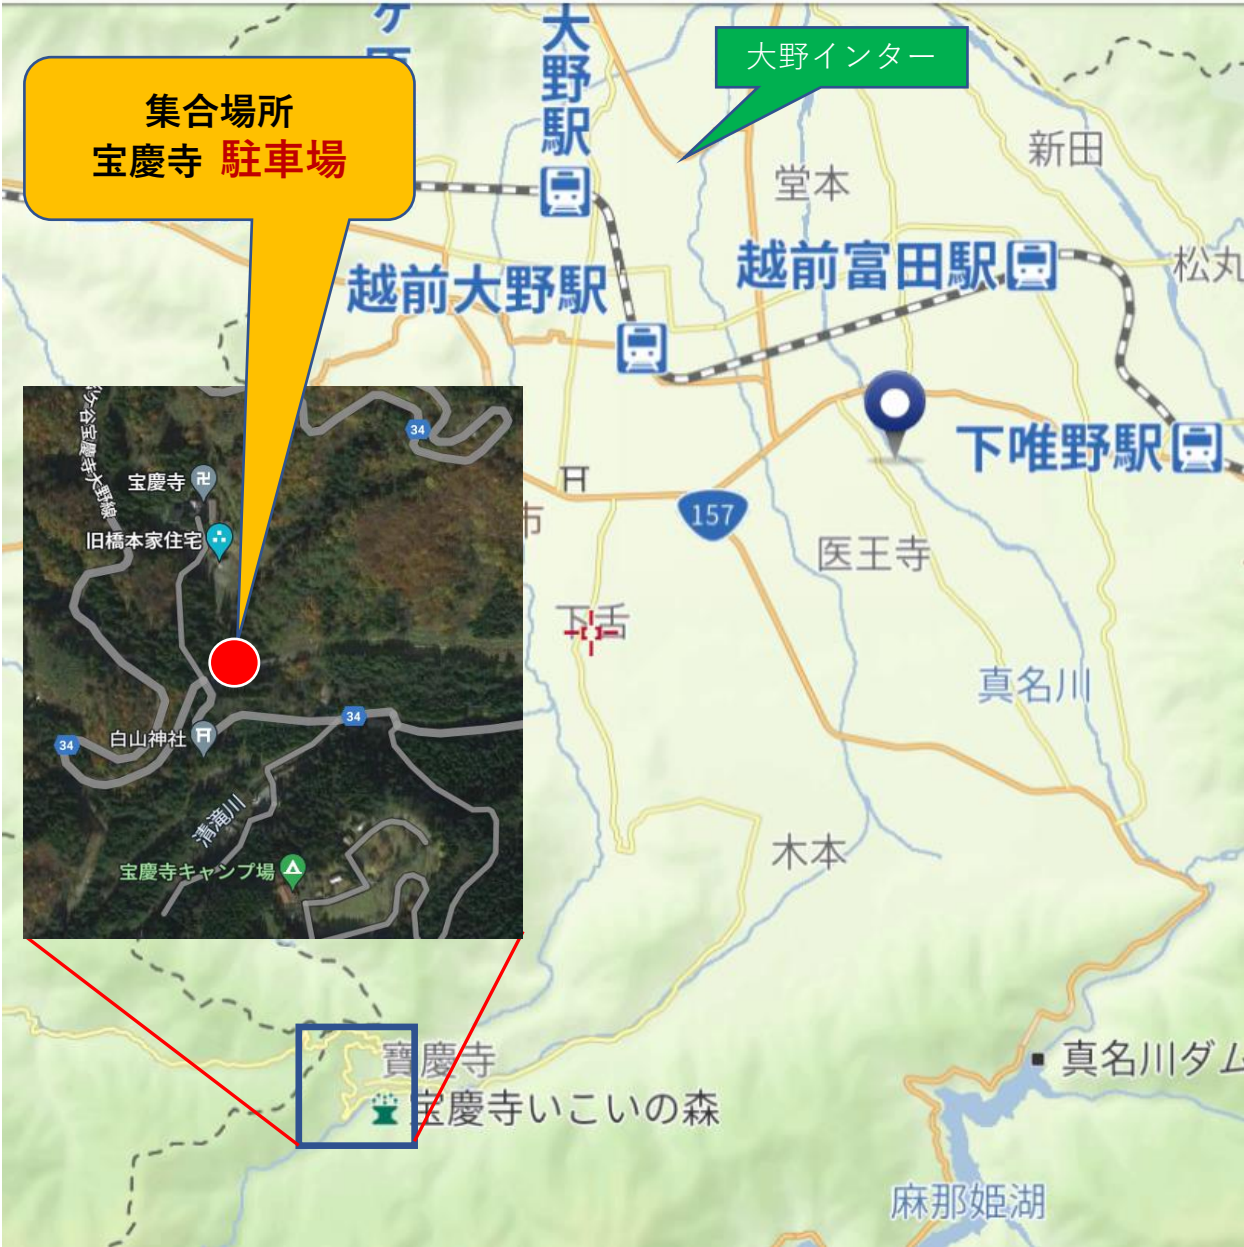 大野駅
大野インター
集合場所
宝慶寺 駐車場
新田
堂本
松丸
越前富田駅
越前大野駅
下唯野駅
157
市
医王寺
下舌
真名川
木本
34
宝慶寺
旧橋本家住宅
34
34
白山神社
清滝川
宝慶寺キャンプ場
寶慶寺
宝慶寺いこいの森
真名川ダム
麻那姫湖